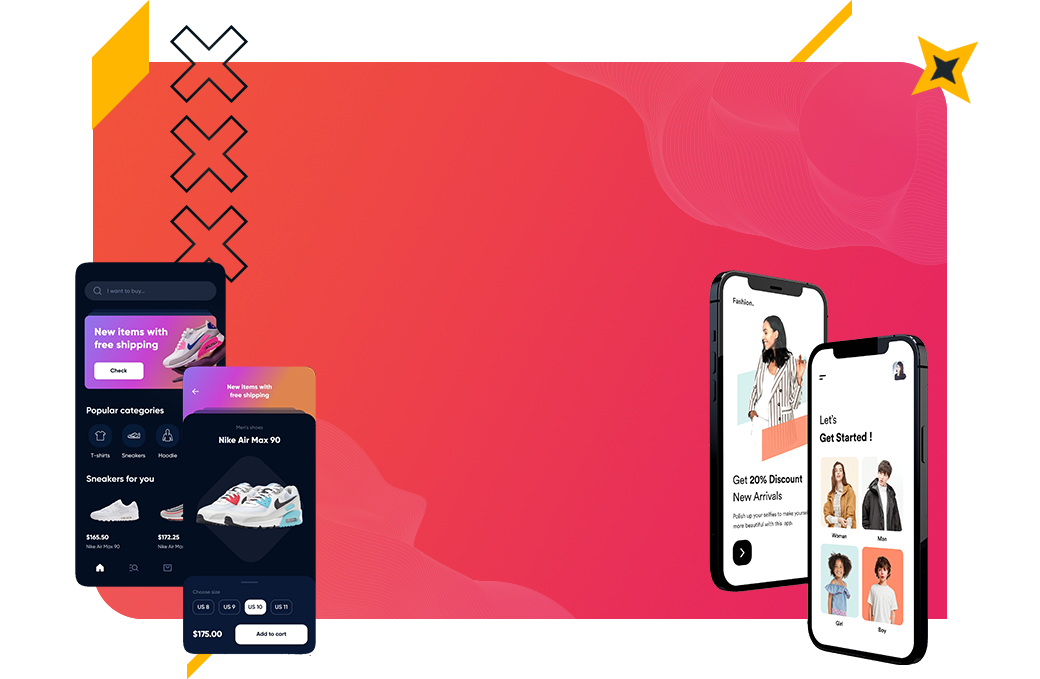 I want to buy...
New items with
free shipping
Check
Popular categories
T-shirts
Sneakers
Hoodie
Sneakers for you
$165.50
Nike Air Max 90
$172.25
Nike Air Ma
New items with
free shipping
Men's shoes
Nike Air Max 90
Choose size
US 8
US 9
US 10
US 11
$175.00
Add to cart
Fashion.
Get 20% Discount
New Arrivals
Polish up your selfies to make yourse
more beautiful with this app.
Let's
Get Started !
Woman
Man
Girl
Boy